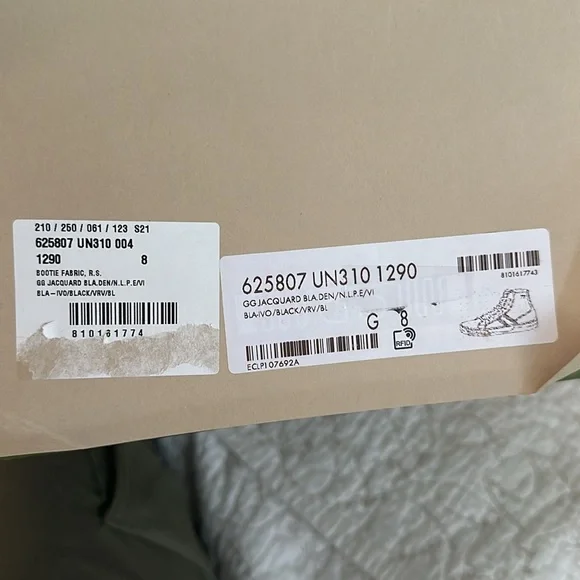 210 / 250 / 061 / 123 S21
625807 UN310 004
1290 8
BOOTIE FABRIC, R.S.
GG JACQUARD BLA.DEN/N.L.P.E/VI
BLA-IVO/BLACK/VRV/BL
810161774
625807 UN310 1290
GG JACQUARD BLA.DEN/N.L.P.E/VI
BLA-IVO/BLACK/VRV/BL
8101617743
G 8
RFID
ECLP107692A